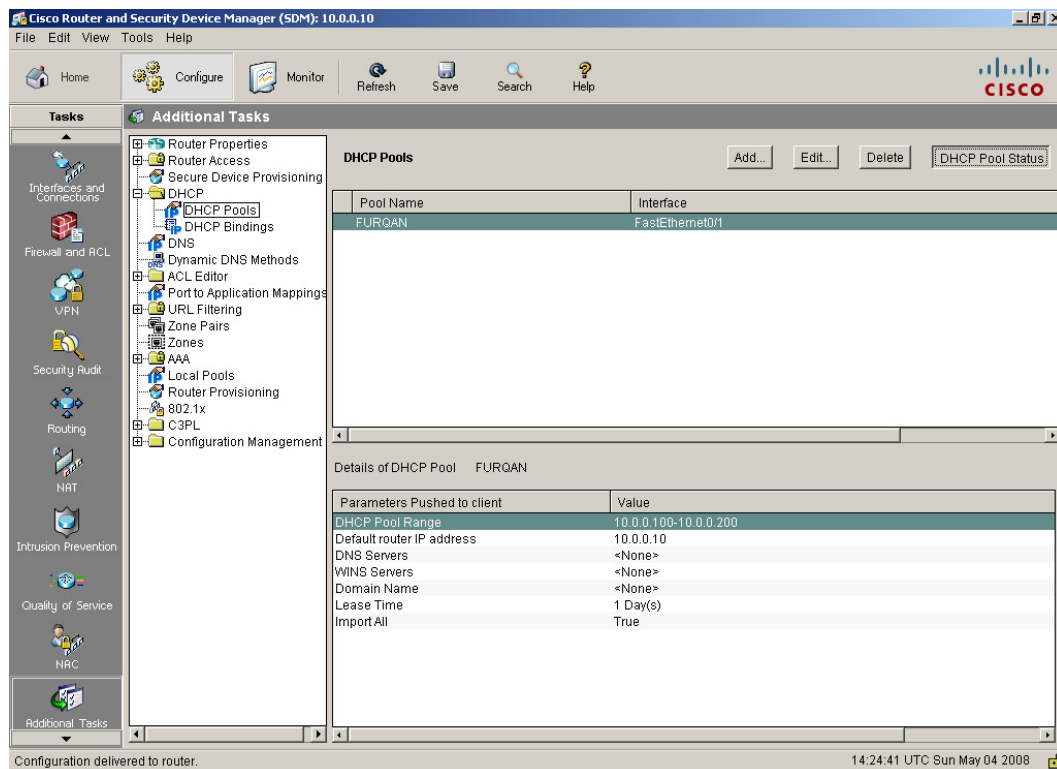 Cisco Router and Security Device Manager (SDM): 10.0.0.10
File Edit View Tools Help
Home Configure Monitor Refresh Save Search Help
CISCO
Tasks
Additional Tasks
Interfaces and
Connections
Firewall and ACL
VPN
Security Audit
Routing
NAT
Intrusion Prevention
Quality of Service
NAC
Additional Tasks
Router Properties
Router Access
Secure Device Provisioning
DHCP
DHCP Pools
DHCP Bindings
DNS
Dynamic DNS Methods
ACL Editor
Port to Application Mappings
URL Filtering
Zone Pairs
Zones
AAA
Local Pools
Router Provisioning
802.1x
C3PL
Configuration Management
DHCP Pools Add... Edit... Delete DHCP Pool Status
Pool Name Interface
FURQAN FastEthernet0/1
Details of DHCP Pool FURQAN
Parameters Pushed to client Value
DHCP Pool Range 10.0.0.100-10.0.0.200
Default router IP address 10.0.0.10
DNS Servers <None>
WINS Servers <None>
Domain Name <None>
Lease Time 1 Day(s)
Import All True
Configuration delivered to router. 14:24:41 UTC Sun May 04 2008